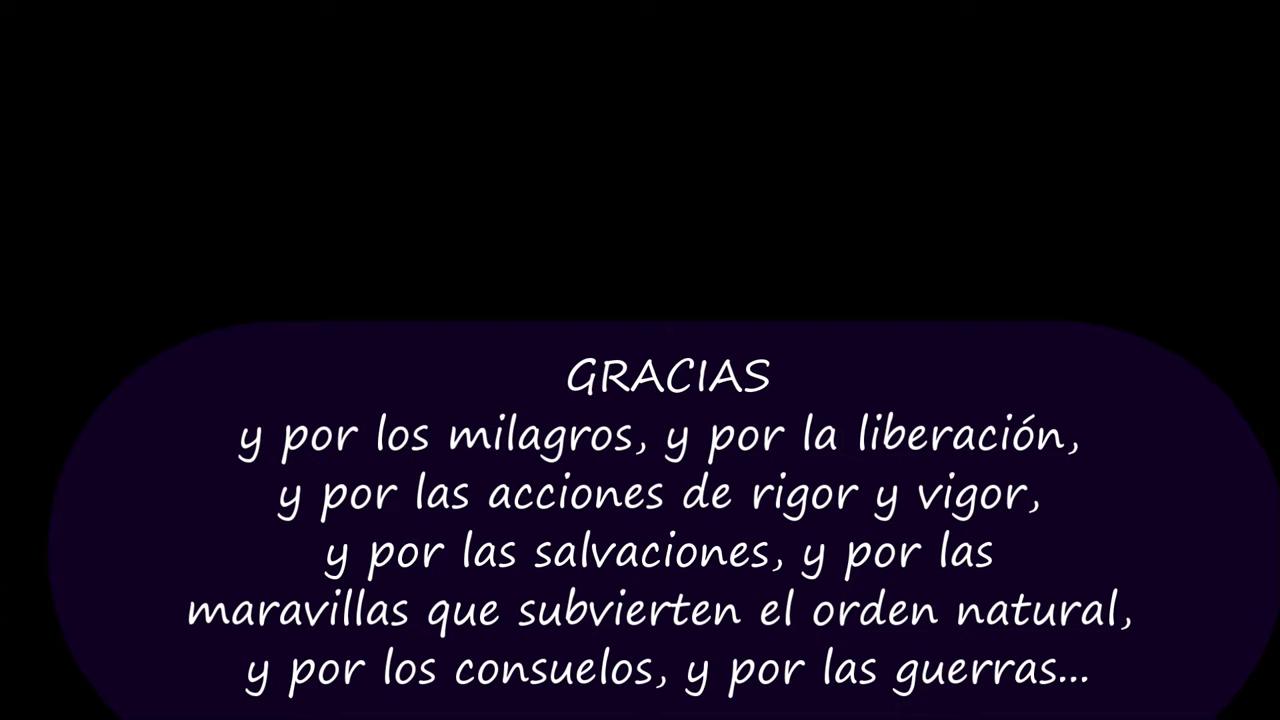 GRACIAS
y por los milagros, y por la liberación,
y por las acciones de rigor y vigor,
y por las salvaciones, y por las
maravillas que subvierten el orden natural,
y por los consuelos, y por las guerras...